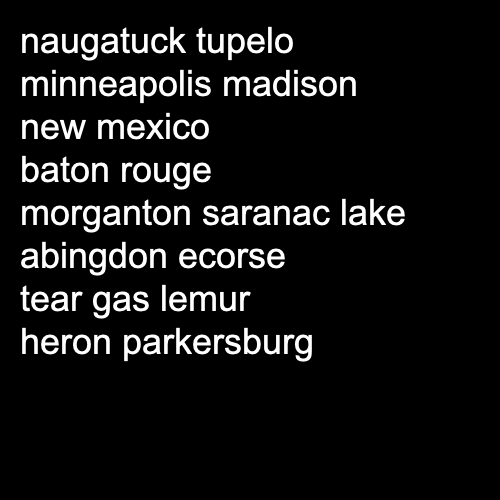 naugatuck tupelo
minneapolis madison
new mexico
baton rouge
morganton saranac lake
abingdon ecorse
tear gas lemur
heron parkersburg